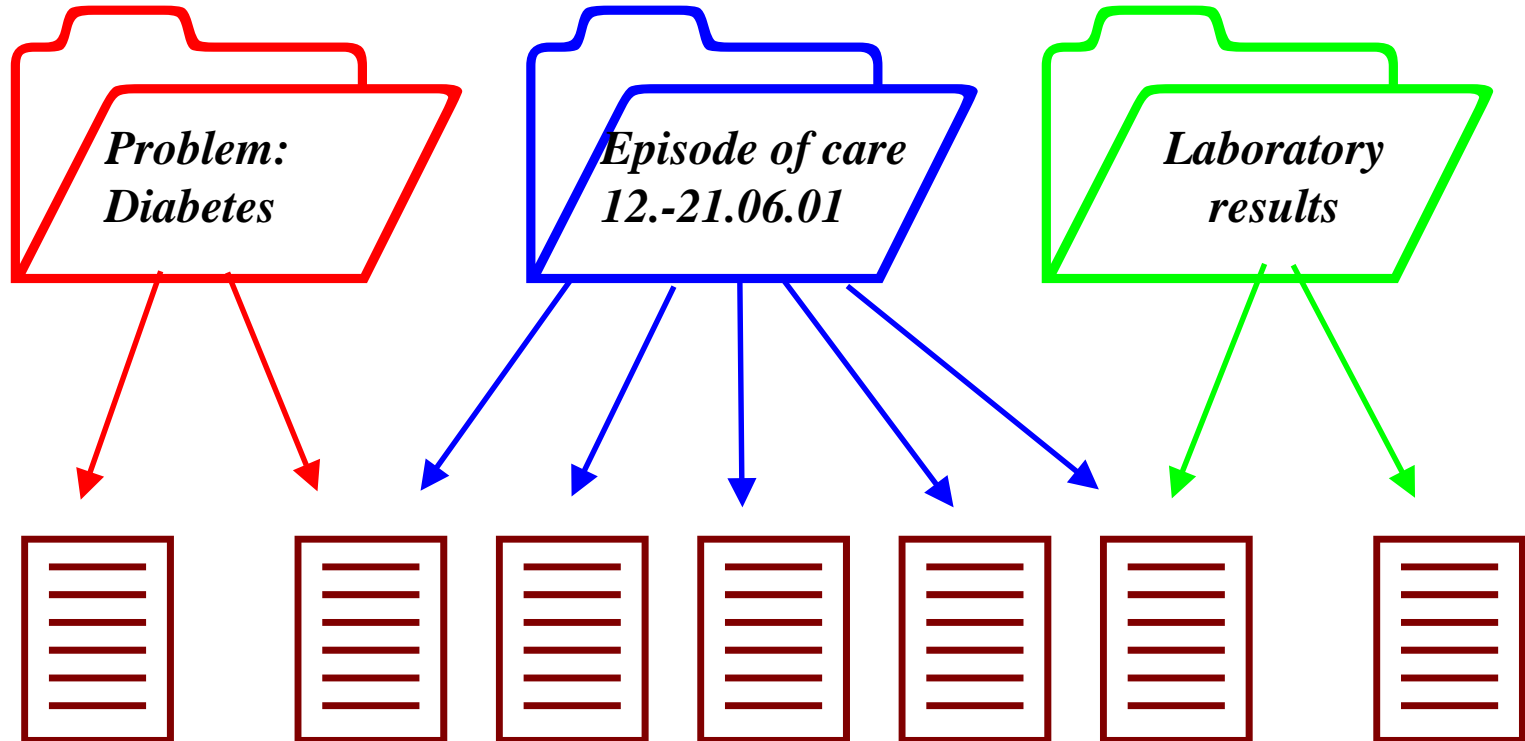 Problem:
Diabetes
Episode of care
12.-21.06.01
Laboratory
results